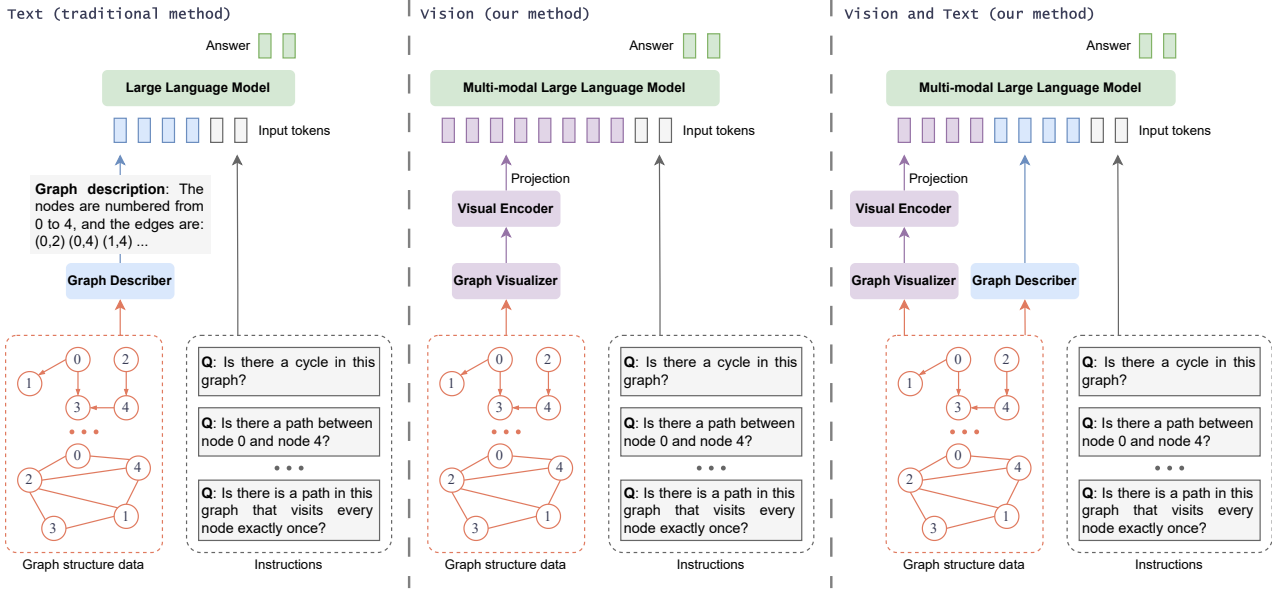 Text (traditional method)
Answer
Large Language Model
Input tokens
Graph description: The
nodes are numbered from
0 to 4, and the edges are:
(0,2) (0,4) (1,4) ...
Graph Describer
0
2
1
3
4
0
4
2
1
3
Graph structure data
Q: Is there a cycle in this
graph?
Q: Is there a path between
node 0 and node 4?
Q: Is there is a path in this
graph that visits every
node exactly once?
Instructions
Vision (our method)
Answer
Multi-modal Large Language Model
Input tokens
Projection
Visual Encoder
Graph Visualizer
0
2
1
3
4
0
4
2
1
3
Graph structure data
Q: Is there a cycle in this
graph?
Q: Is there a path between
node 0 and node 4?
Q: Is there is a path in this
graph that visits every
node exactly once?
Instructions
Vision and Text (our method)
Answer
Multi-modal Large Language Model
Input tokens
Projection
Visual Encoder
Graph Visualizer
Graph Describer
0
2
1
3
4
0
4
2
1
3
Graph structure data
Q: Is there a cycle in this
graph?
Q: Is there a path between
node 0 and node 4?
Q: Is there is a path in this
graph that visits every
node exactly once?
Instructions